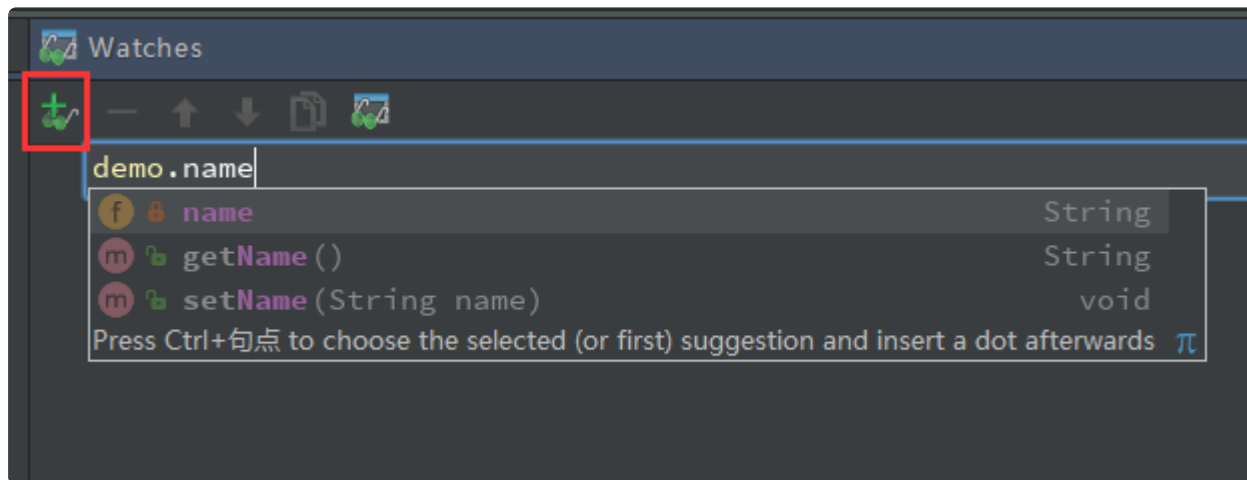 Watches
demo.name
f name String
m getName() String
m setName(String name) void
Press Ctrl+句点 to choose the selected (or first) suggestion and insert a dot afterwards π